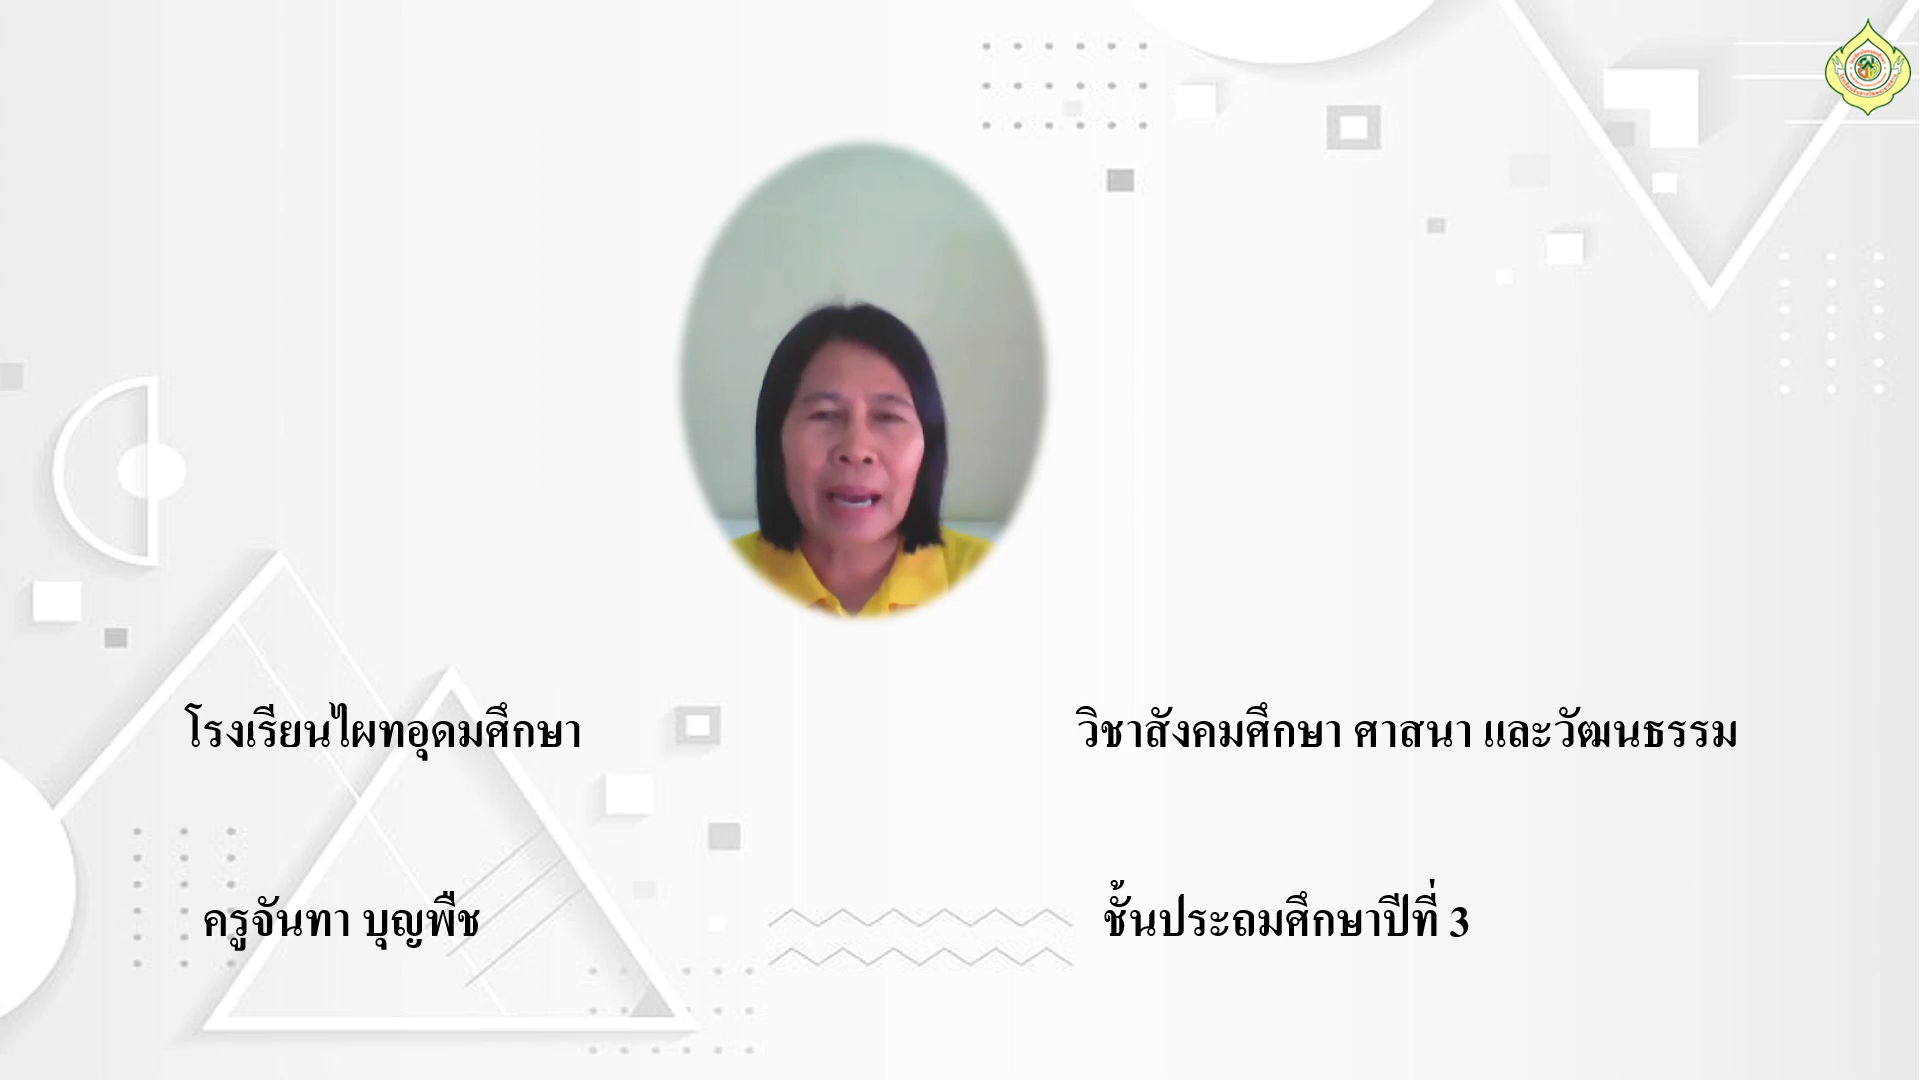 โรงเรียนไผทอุดมศึกษา
วิชาสังคมศึกษา ศาสนา และวัฒนธรรม
ครูจันทา บุญพืช
ชั้นประถมศึกษาปีที่ 3